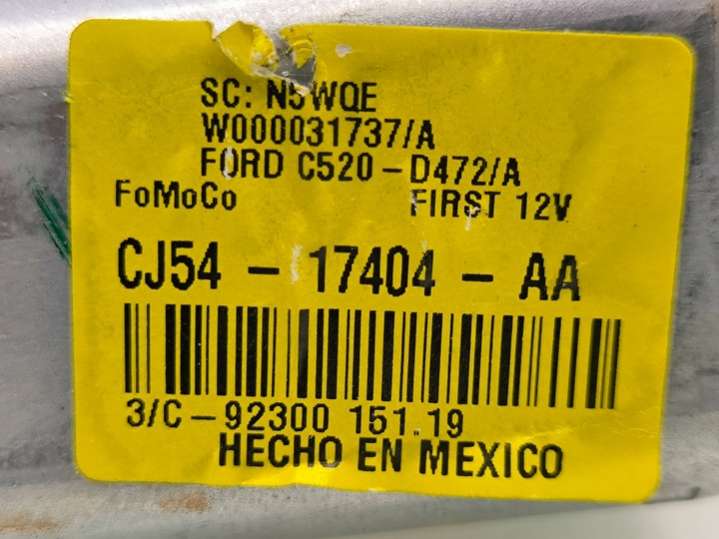 SC: N5WQE
W000031737/A
FORD C520-D472/A
FoMoCo FIRST 12V
CJ54 - 17404 - AA
3/C-92300 151.19
HECHO EN MEXICO